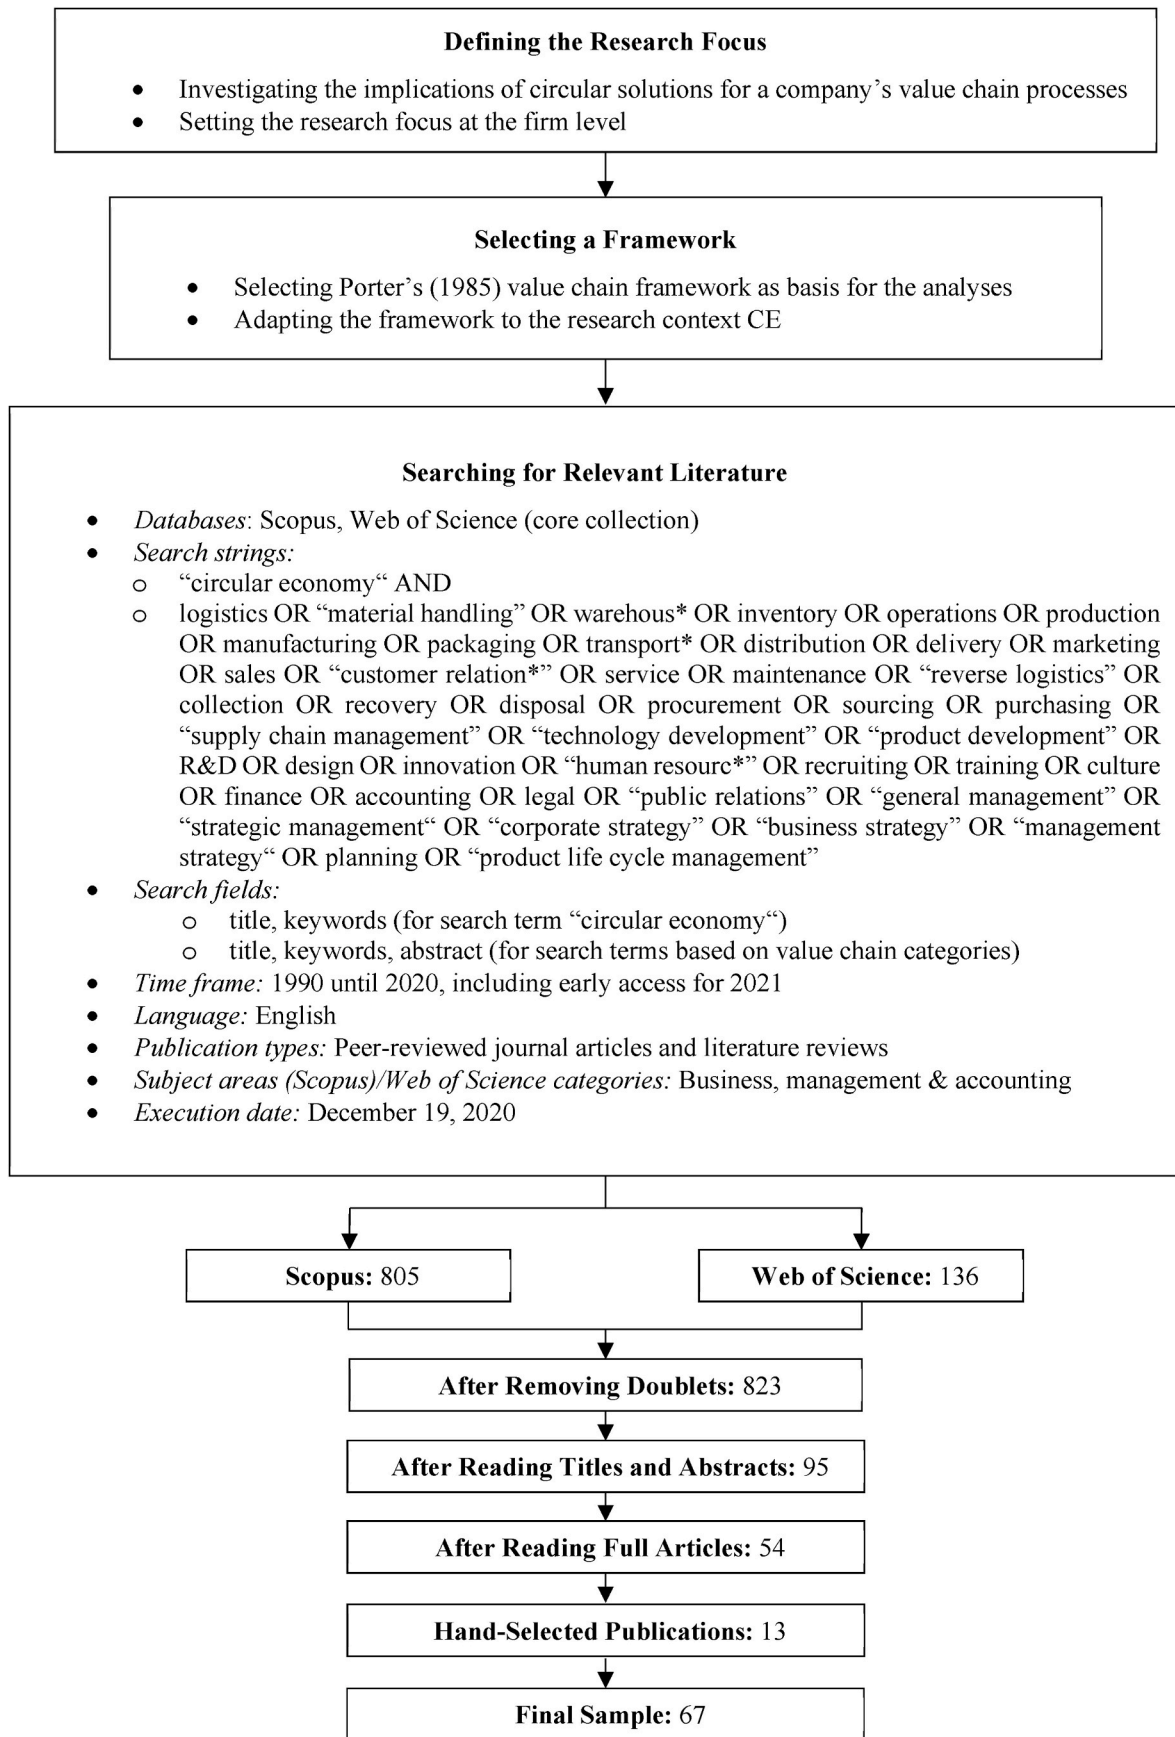 Defining the Research Focus
• Investigating the implications of circular solutions for a company’s value chain processes
• Setting the research focus at the firm level
Selecting a Framework
• Selecting Porter’s (1985) value chain framework as basis for the analyses
• Adapting the framework to the research context CE
Searching for Relevant Literature
• Databases: Scopus, Web of Science (core collection)
• Search strings:
o “circular economy“ AND
o logistics OR “material handling” OR warehous* OR inventory OR operations OR production
OR manufacturing OR packaging OR transport* OR distribution OR delivery OR marketing
OR sales OR “customer relation*” OR service OR maintenance OR “reverse logistics” OR
collection OR recovery OR disposal OR procurement OR sourcing OR purchasing OR
“supply chain management” OR “technology development” OR “product development” OR
R&D OR design OR innovation OR “human resourc*” OR recruiting OR training OR culture
OR finance OR accounting OR legal OR “public relations” OR “general management” OR
“strategic management“ OR “corporate strategy” OR “business strategy” OR “management
strategy“ OR planning OR “product life cycle management”
• Search fields:
o title, keywords (for search term “circular economy“)
o title, keywords, abstract (for search terms based on value chain categories)
• Time frame: 1990 until 2020, including early access for 2021
• Language: English
• Publication types: Peer-reviewed journal articles and literature reviews
• Subject areas (Scopus)/Web of Science categories: Business, management & accounting
• Execution date: December 19, 2020
Scopus: 805
Web of Science: 136
After Removing Doublets: 823
After Reading Titles and Abstracts: 95
After Reading Full Articles: 54
Hand-Selected Publications: 13
Final Sample: 67